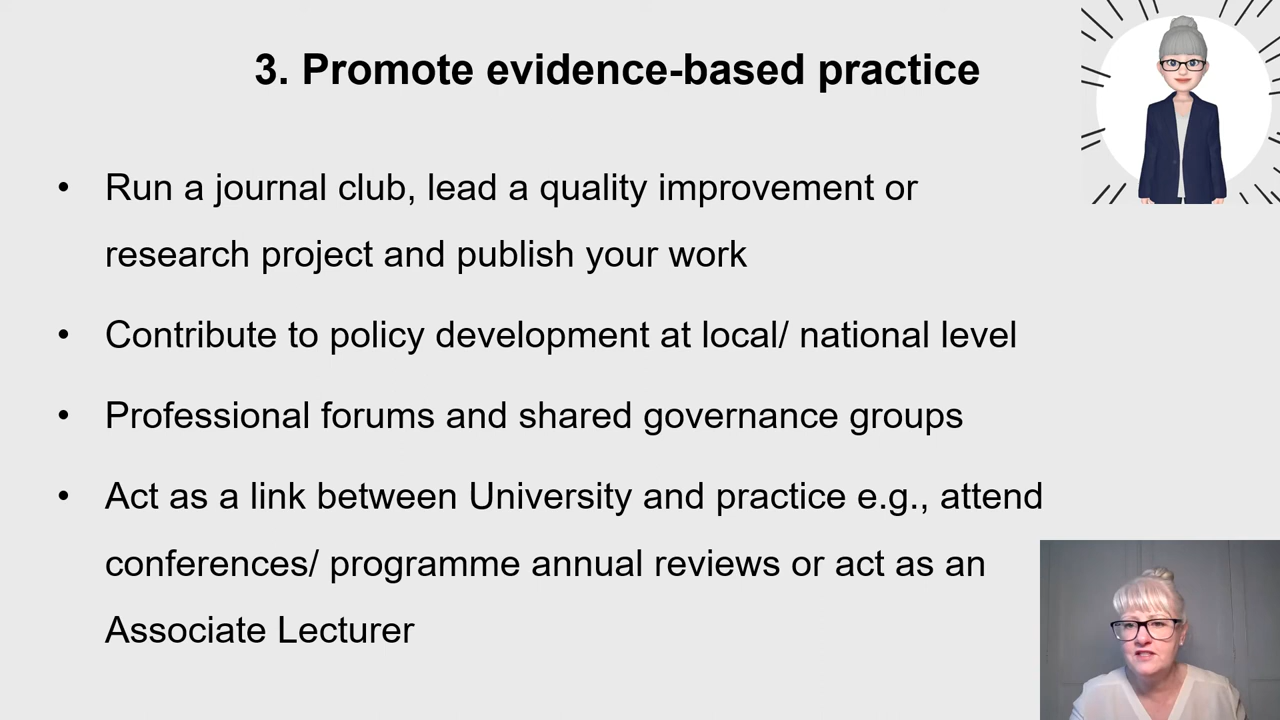 3. Promote evidence-based practice
• Run a journal club, lead a quality improvement or
research project and publish your work
• Contribute to policy development at local/ national level
• Professional forums and shared governance groups
• Act as a link between University and practice e.g., attend
conferences/ programme annual reviews or act as an
Associate Lecturer